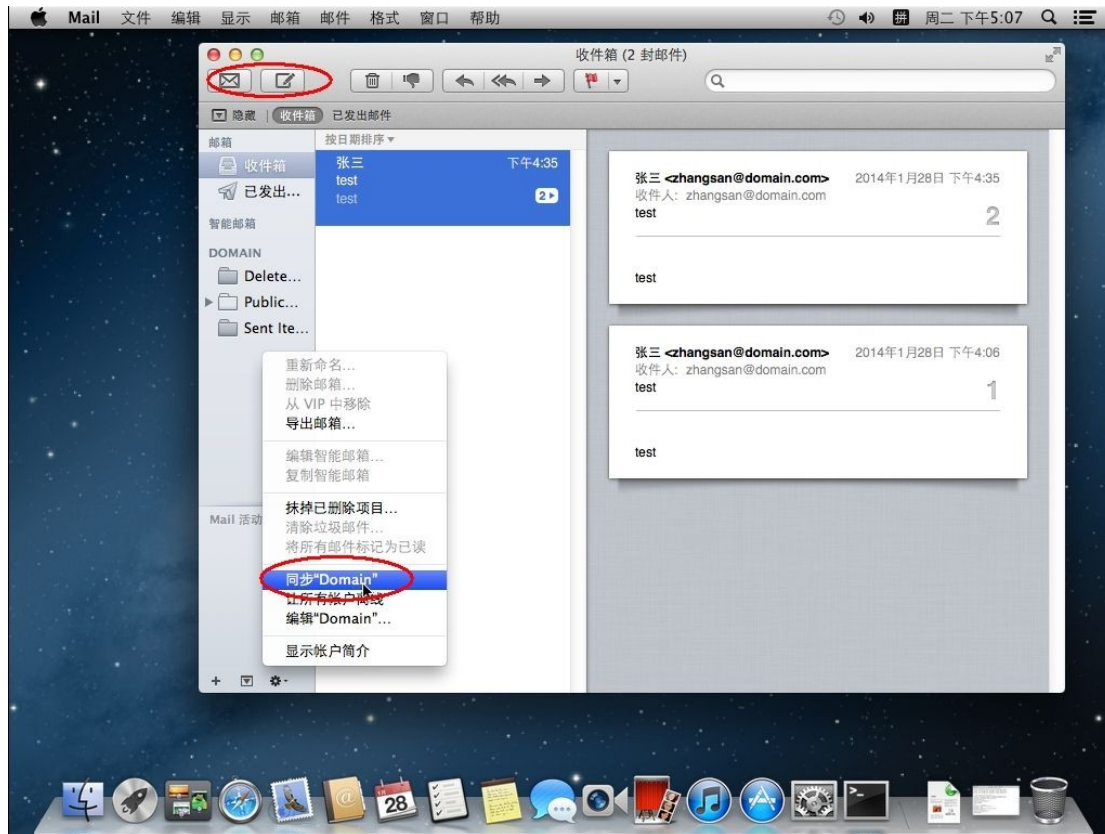 Mail 文件 编辑 显示 邮箱 邮件 格式 窗口 帮助 拼 周二 下午5:07
收件箱 (2 封邮件)
隐藏 收件箱 已发出邮件
邮箱
收件箱
已发出...
智能邮箱
DOMAIN
Delete...
Public...
Sent Ite...
按日期排序
张三 下午4:35
test
test 2
张三 <zhangsan@domain.com> 2014年1月28日 下午4:35
收件人: zhangsan@domain.com
test 2
test
张三 <zhangsan@domain.com> 2014年1月28日 下午4:06
收件人: zhangsan@domain.com
test 1
test
重新命名...
删除邮箱...
从 VIP 中移除
导出邮箱...
编辑智能邮箱...
复制智能邮箱
抹掉已删除项目...
清除垃圾邮件...
将所有邮件标记为已读
同步“Domain”
让所有帐户离线
编辑“Domain”...
显示帐户简介
Mail 活动
28